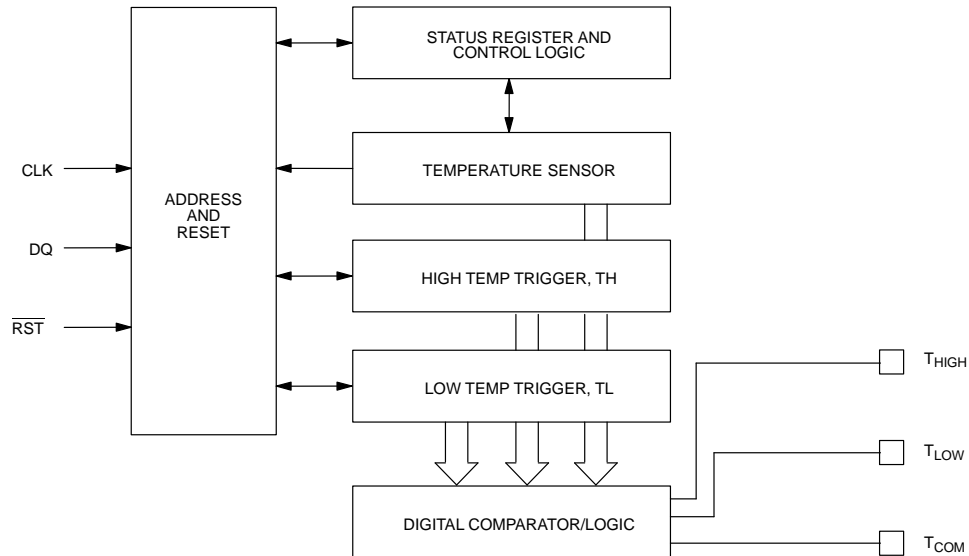 STATUS REGISTER AND
CONTROL LOGIC
CLK
TEMPERATURE SENSOR
ADDRESS
AND
RESET
DQ
HIGH TEMP TRIGGER, TH
RST
LOW TEMP TRIGGER, TL
THIGH
TLOW
DIGITAL COMPARATOR/LOGIC
TCOM